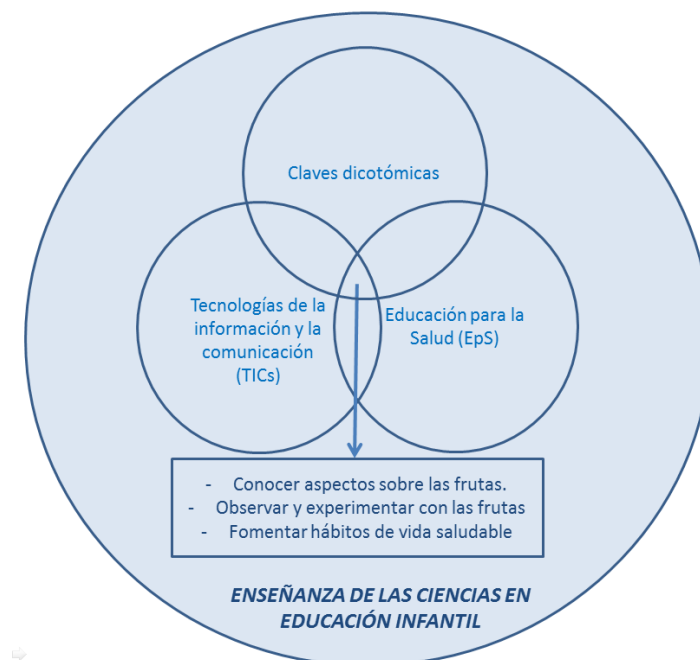 Claves dicotómicas
Tecnologías de la
información y la
comunicación
(TICs)
Educación para la
Salud (EpS)
- Conocer aspectos sobre las frutas.
- Observar y experimentar con las frutas
- Fomentar hábitos de vida saludable
ENSEÑANZA DE LAS CIENCIAS EN
EDUCACIÓN INFANTIL